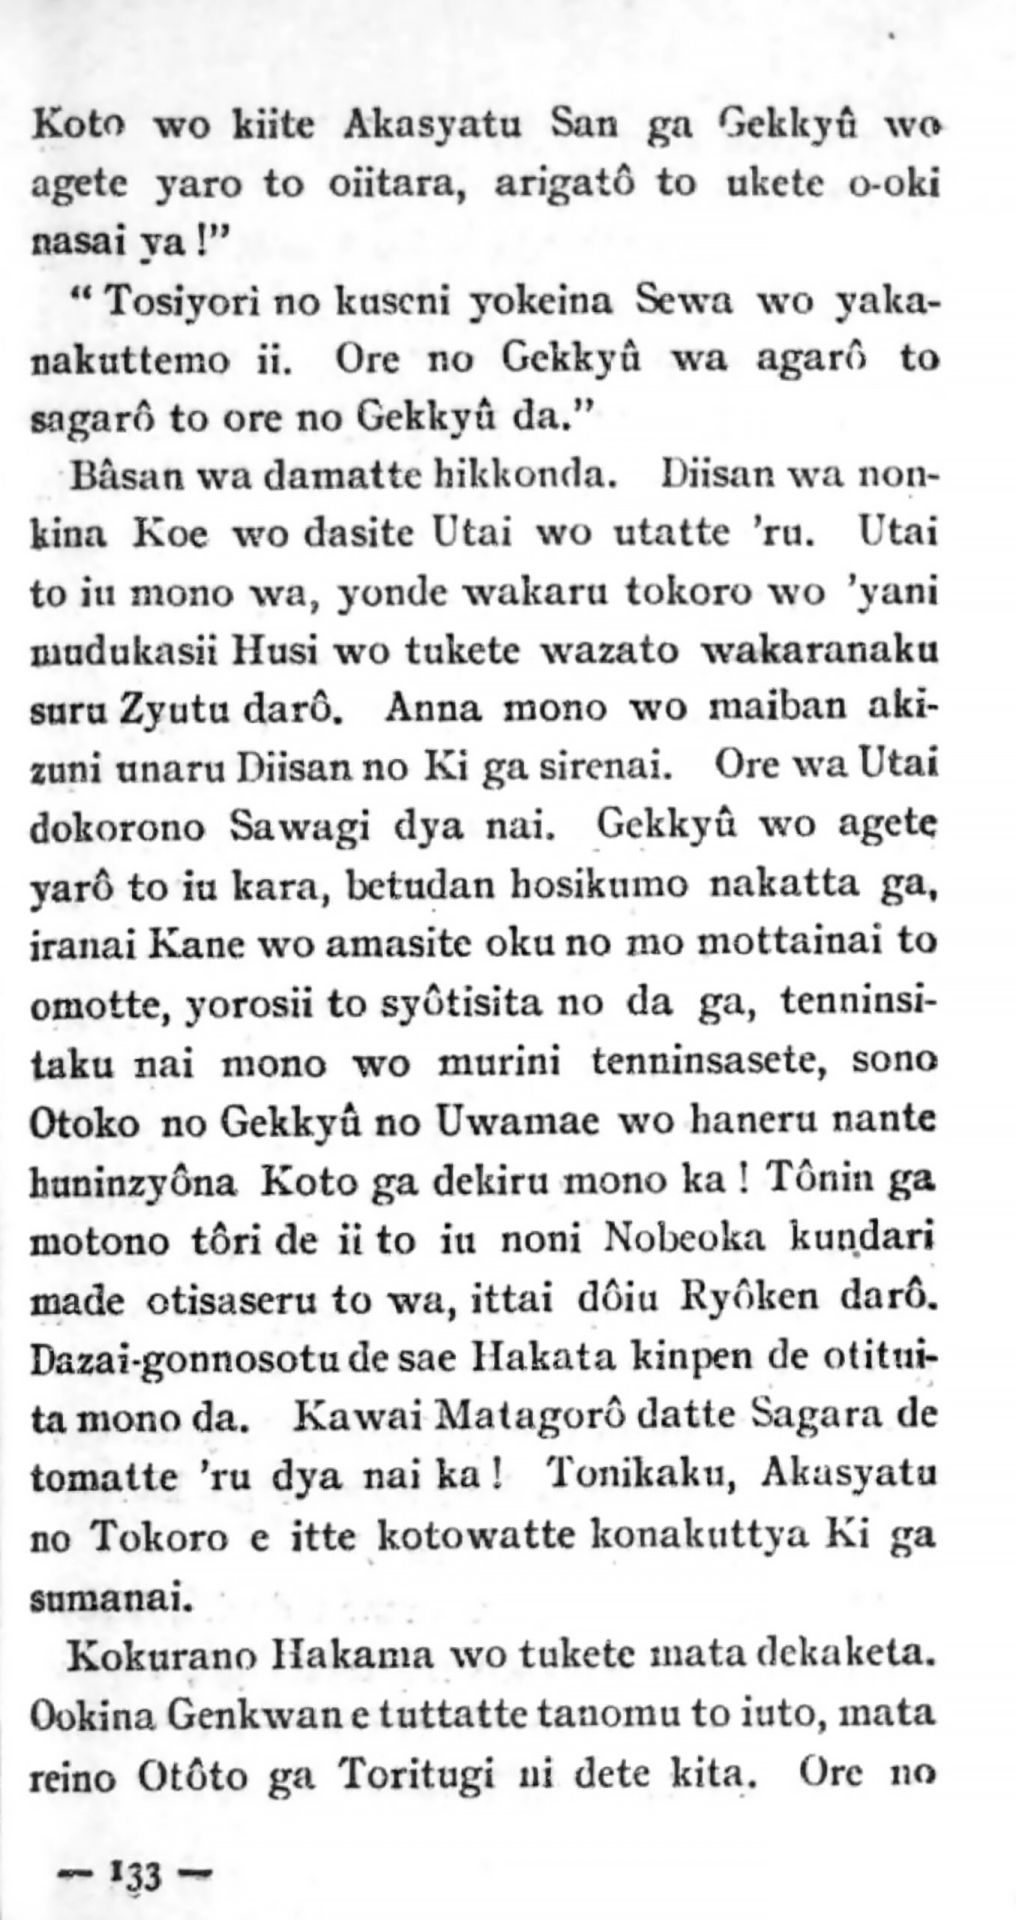 Koto wo kiite Akasyatu San ga Gekkyû wo
agete yaro to oiitara, arigatô to ukete o-oki
nasai ya!”
“Tosiyori no kuseni yokeina Sewa wo yaka-
nakuttemo ii. Ore no Gekkyû wa agarô to
sagarô to ore no Gekkyû da.”
Bâsan wa damatte hikkonda. Diisan wa non-
kina Koe wo dasite Utai wo utatte ’ru. Utai
to iu mono wa, yonde wakaru tokoro wo ’yani
mudukasii Husi wo tukete wazato wakaranaku
suru Zyutu darô. Anna mono wo maiban aki-
zuni unaru Diisan no Ki ga sirenai. Ore wa Utai
dokorono Sawagi dya nai. Gekkyû wo agete
yarô to iu kara, betudan hosikumo nakatta ga,
iranai Kane wo amasite oku no mo mottainai to
omotte, yorosii to syôtisita no da ga, tenninsi-
taku nai mono wo murini tenninsasete, sono
Otoko no Gekkyû no Uwamae wo haneru nante
huninzyôna Koto ga dekiru mono ka! Tônin ga
motono tôri de ii to iu noni Nobeoka kundari
made otisaseru to wa, ittai dôiu Ryôken darô.
Dazai-gonnosotu de sae Hakata kinpen de otitui-
ta mono da. Kawai Matagorô datte Sagara de
tomatte ’ru dya nai ka! Tonikaku, Akasyatu
no Tokoro e itte kotowatte konakuttya Ki ga
sumanai.
Kokurano Hakama wo tukete mata dekaketa.
Ookina Genkwan e tuttatte tanomu to iuto, mata
reino Otôto ga Toritugi ni dete kita. Ore no
— 133 —